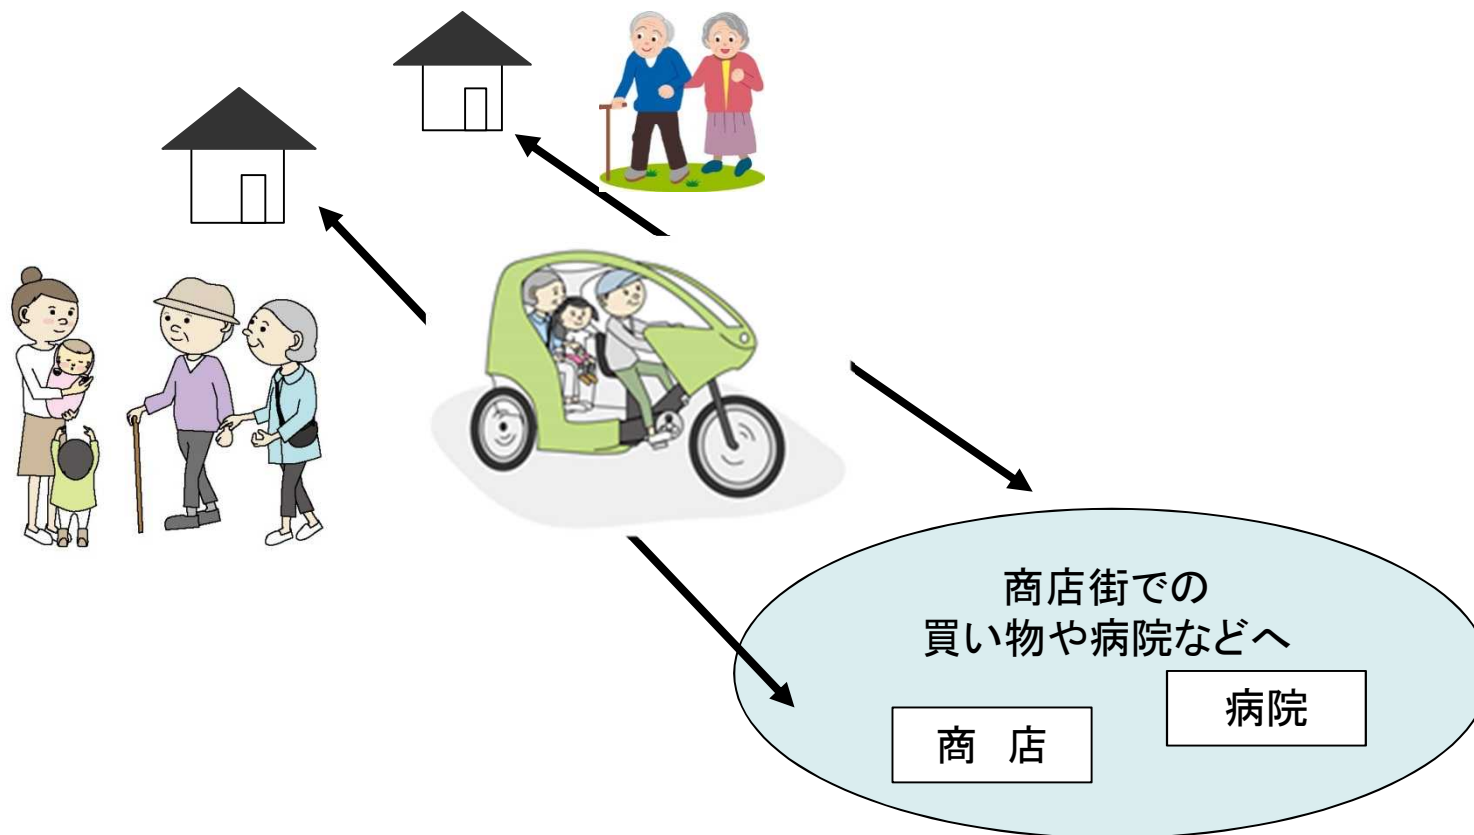 商店街での
買い物や病院などへ
病院
商　店